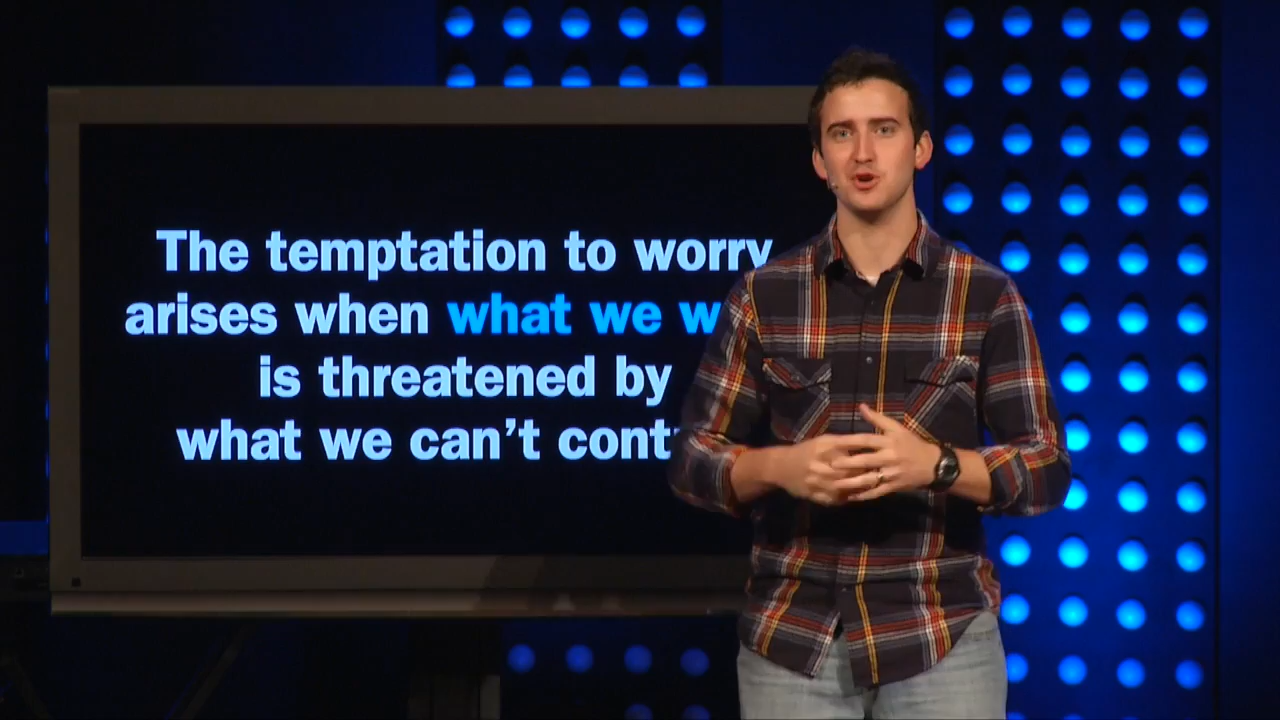 The temptation to worry
arises when what we
is threatened by
what we can't